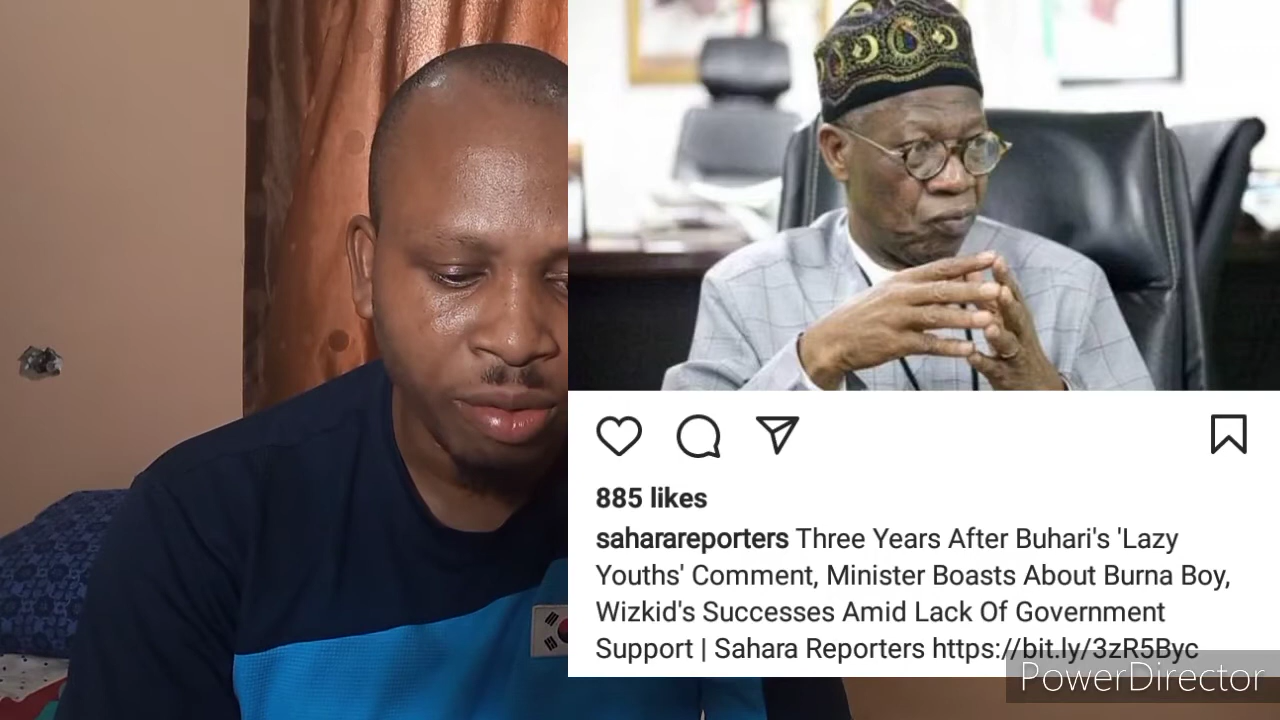 885 likes
saharareporters Three Years After Buhari's 'Lazy
Youths' Comment, Minister Boasts About Burna Boy,
Wizkid's Successes Amid Lack Of Government
Support | Sahara Reporters https://bit.ly/3zR5Byc
PowerDirector